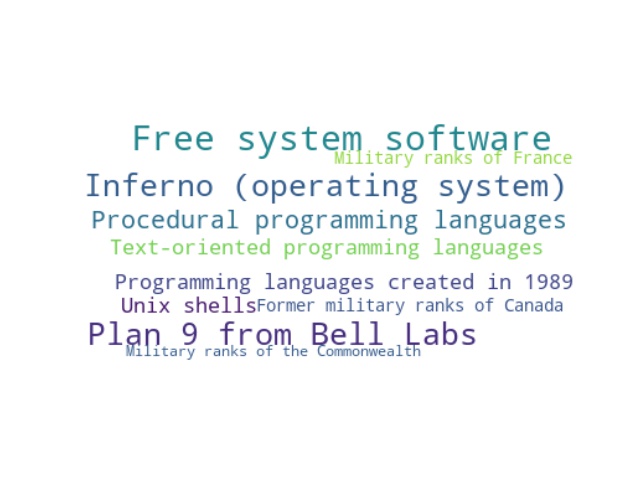 Free system software
Military ranks of France
Inferno (operating system)
Procedural programming languages
Text-oriented programming languages
Programming languages created in 1989
Unix shells
Former military ranks of Canada
Plan 9 from Bell Labs
Military ranks of the Commonwealth